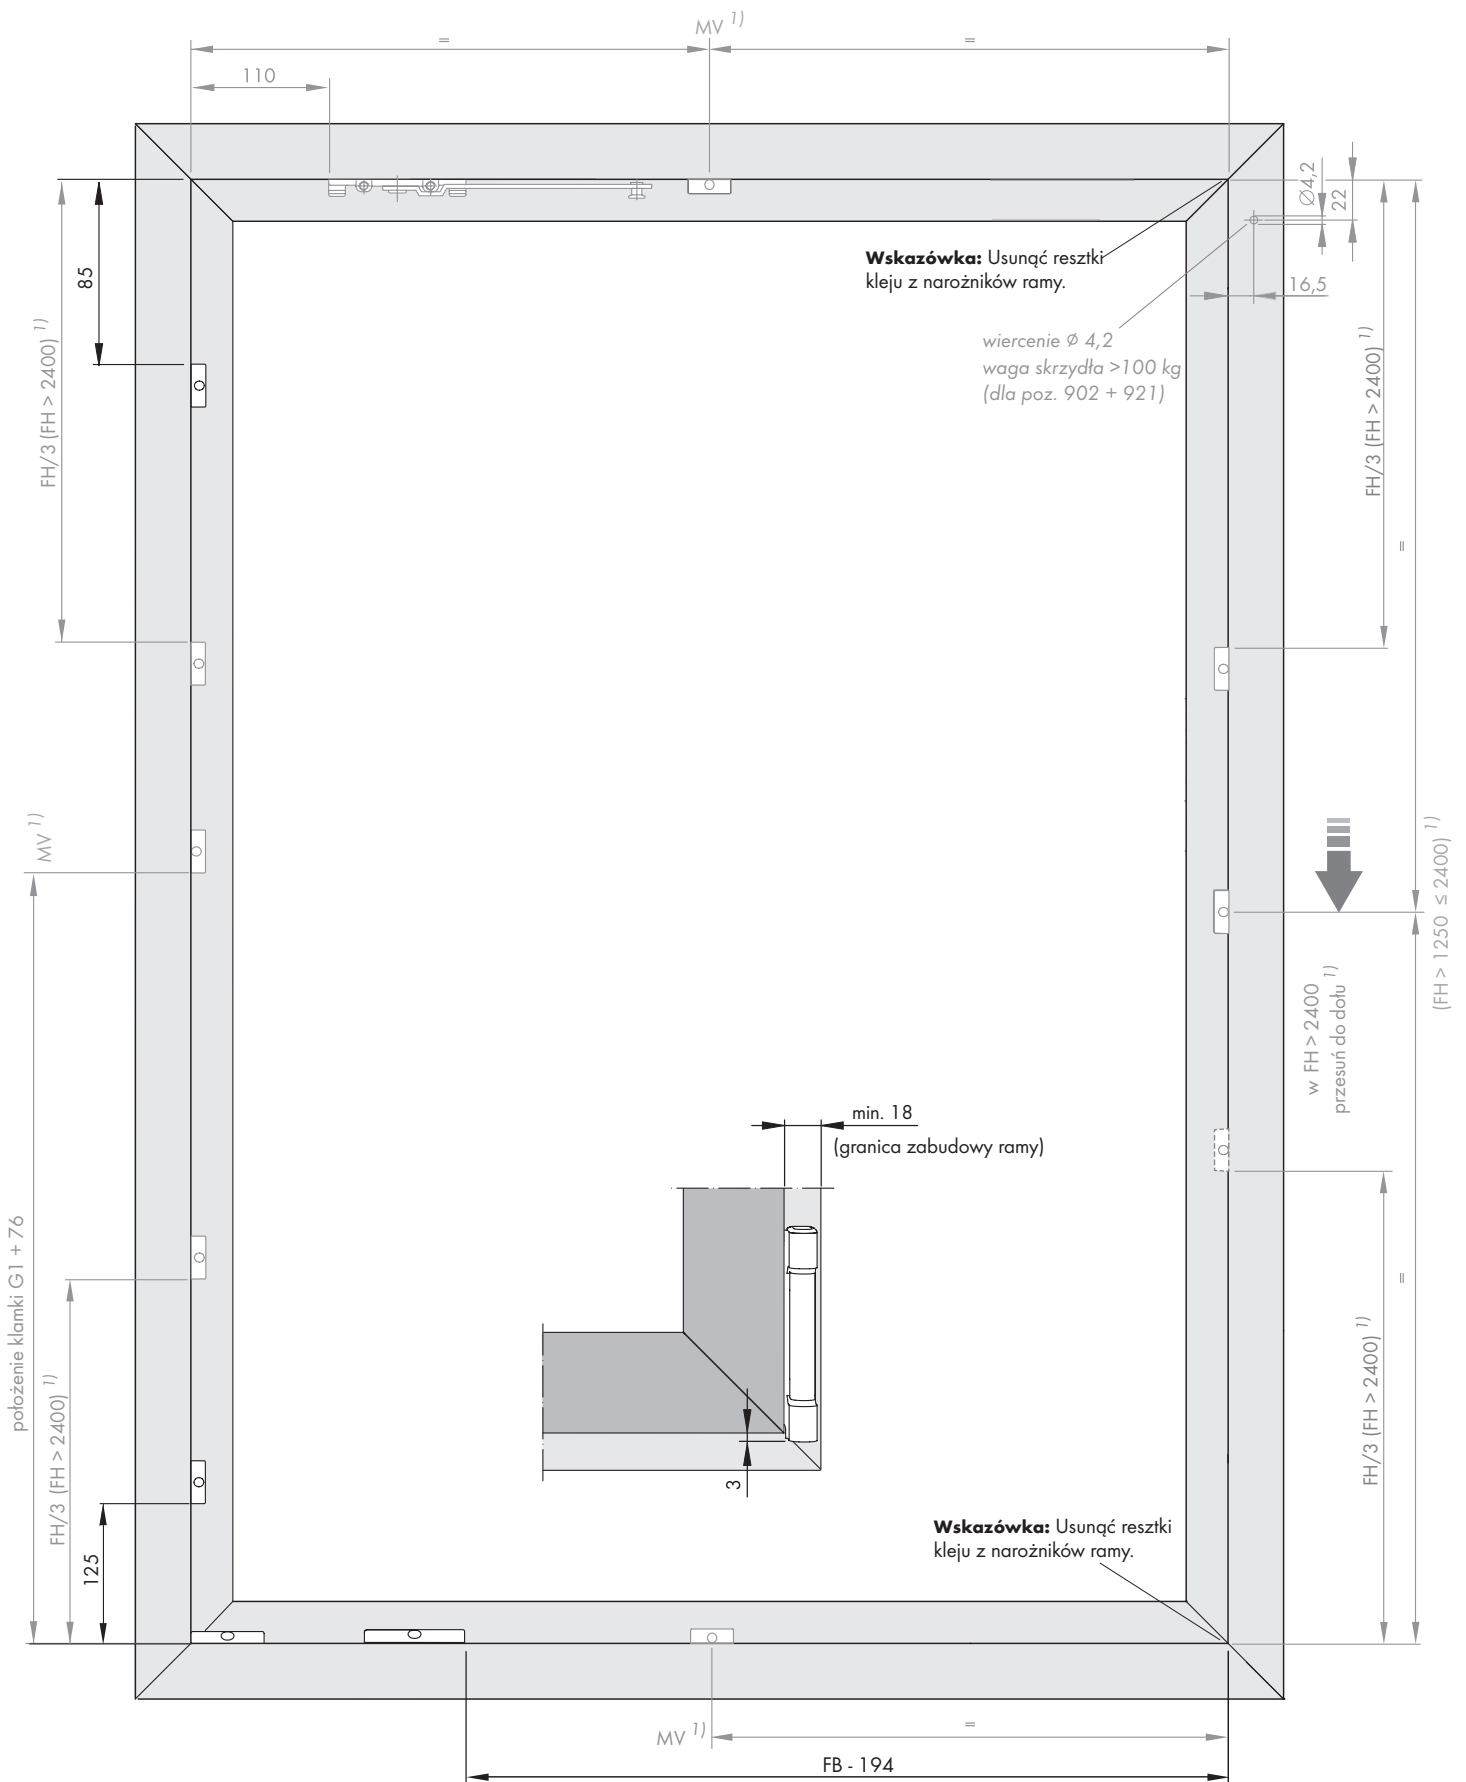 MV 1)
=
=
110
Ø4,2
22
85
Wskazówka: Usunąć resztki
kleju z narożników ramy.
16,5
wiercenie Ø 4,2
waga skrzydła >100 kg
(dla poz. 902 + 921)
FH/3 (FH > 2400) 1)
FH/3 (FH > 2400) 1)
=
MV 1)
(FH > 1250 ≤ 2400) 1)
w FH > 2400
przesuń do dołu 1)
min. 18
(granica zabudowy ramy)
położenie klamki G1 + 76
=
FH/3 (FH > 2400) 1)
FH/3 (FH > 2400) 1)
3
Wskazówka: Usunąć resztki
kleju z narożników ramy.
125
MV 1)
=
FB - 194